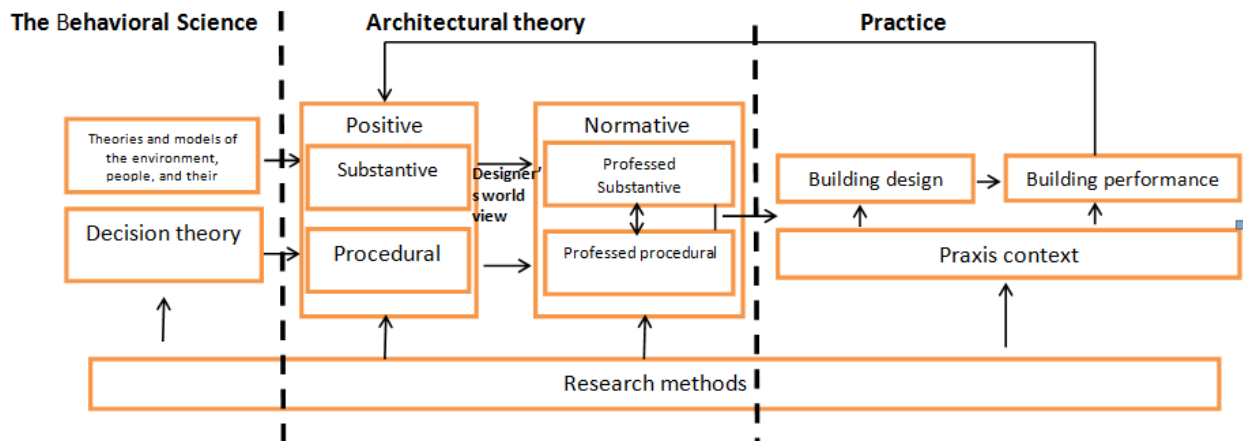 The Behavioral Science
Architectural theory
Practice
Theories and models of
the environment,
people, and their
Decision theory
Positive
Substantive
Procedural
Designer'
s world
view
Normative
Professed
Substantive
Professed procedural
Building design
Building performance
Praxis context
Research methods